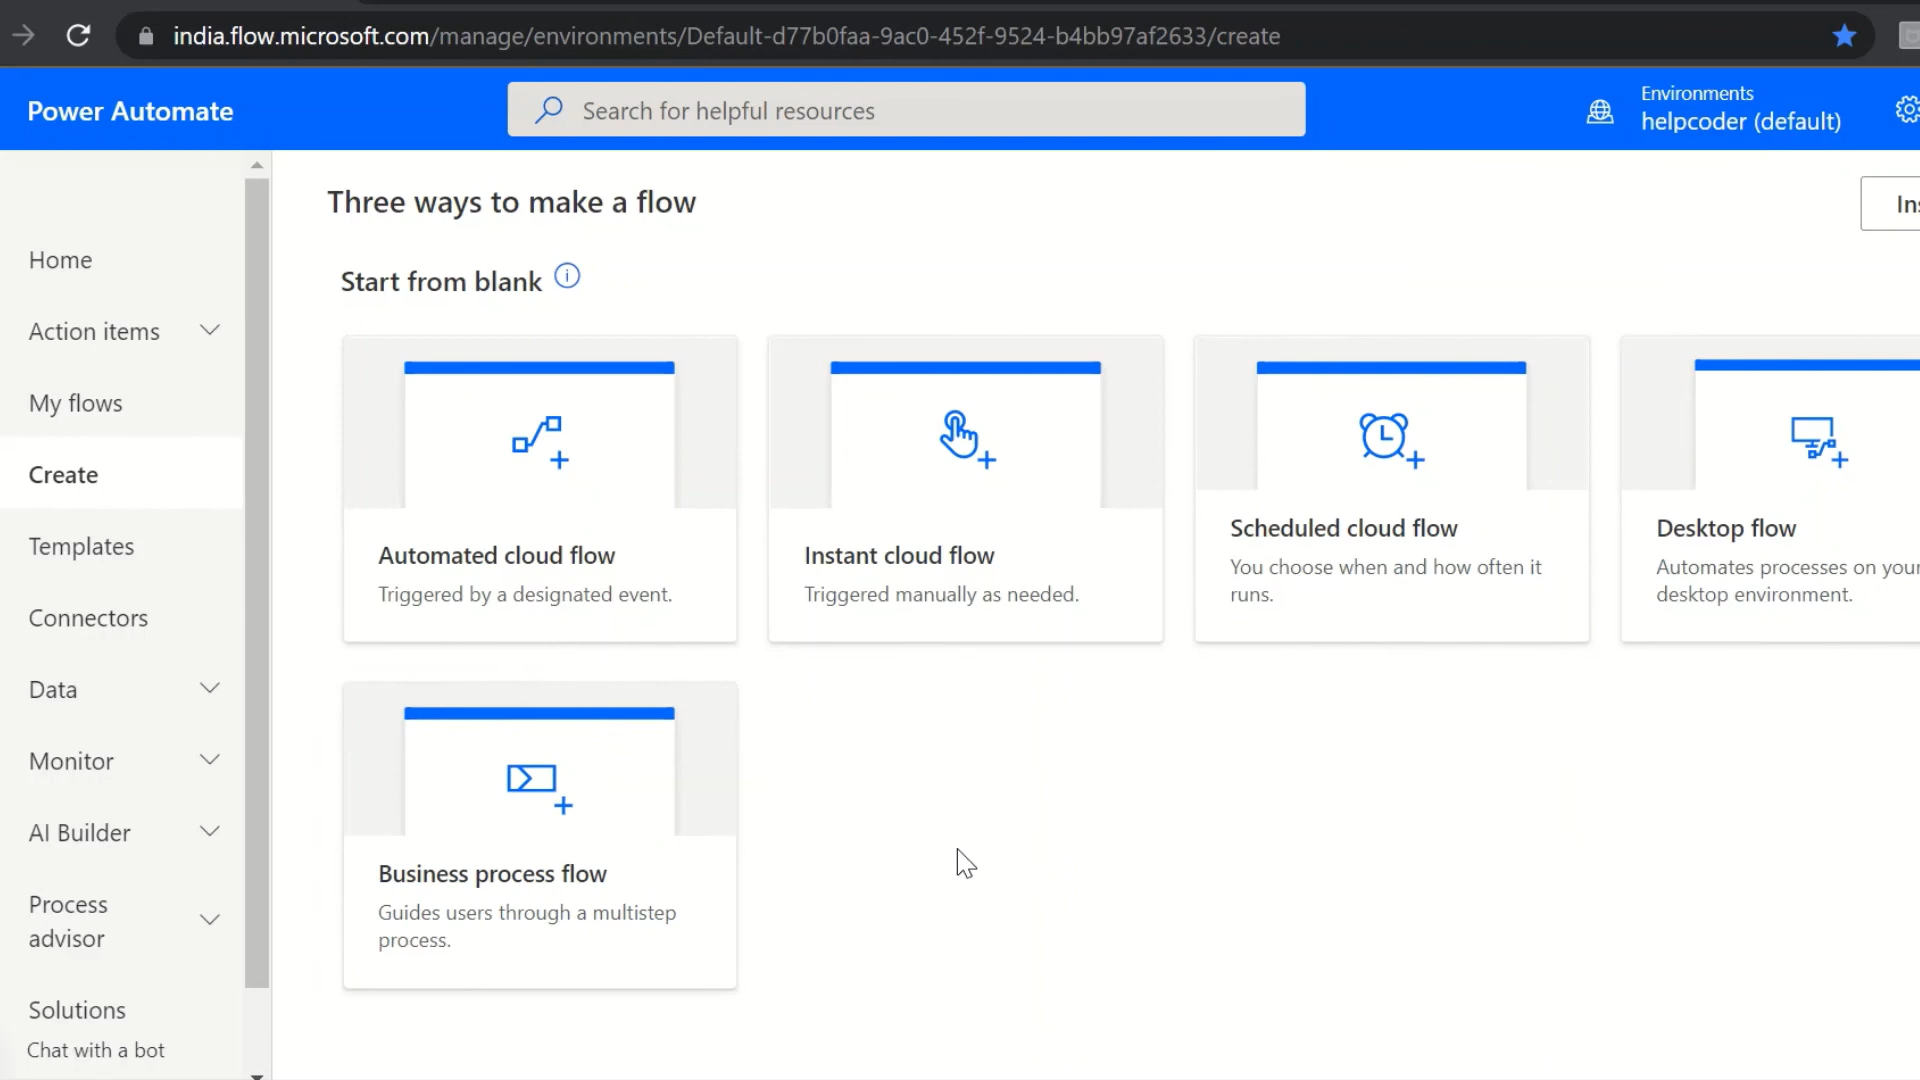 india.flow.microsoft.com/manage/environments/Default-d77b0faa-9ac0-452f-9524-b4bb97af2633/create
Power Automate
Search for helpful resources
Environments
helpcoder (default)
Three ways to make a flow
Ins
Start from blank
Home
Action items
My flows
Create
Templates
Connectors
Data
Monitor
AI Builder
Process
advisor
Solutions
Chat with a bot
Automated cloud flow
Triggered by a designated event.
Instant cloud flow
Triggered manually as needed.
Scheduled cloud flow
You choose when and how often it
runs.
Desktop flow
Automates processes on your
desktop environment.
Business process flow
Guides users through a multistep
process.